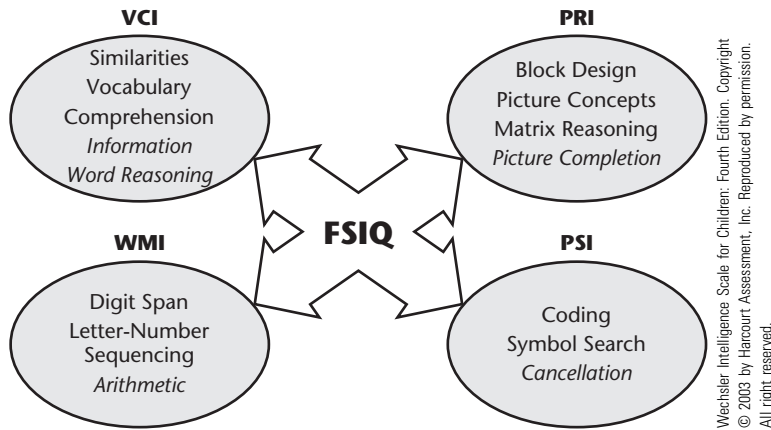 VCI
Similarities
Vocabulary
Comprehension
Information
Word Reasoning
PRI
Block Design
Picture Concepts
Matrix Reasoning
Picture Completion
FSIQ
WMI
Digit Span
Letter-Number
Sequencing
Arithmetic
PSI
Coding
Symbol Search
Cancellation
Wechsler Intelligence Scale for Children: Fourth Edition. Copyright
© 2003 by Harcourt Assessment, Inc. Reproduced by permission.
All right reserved.